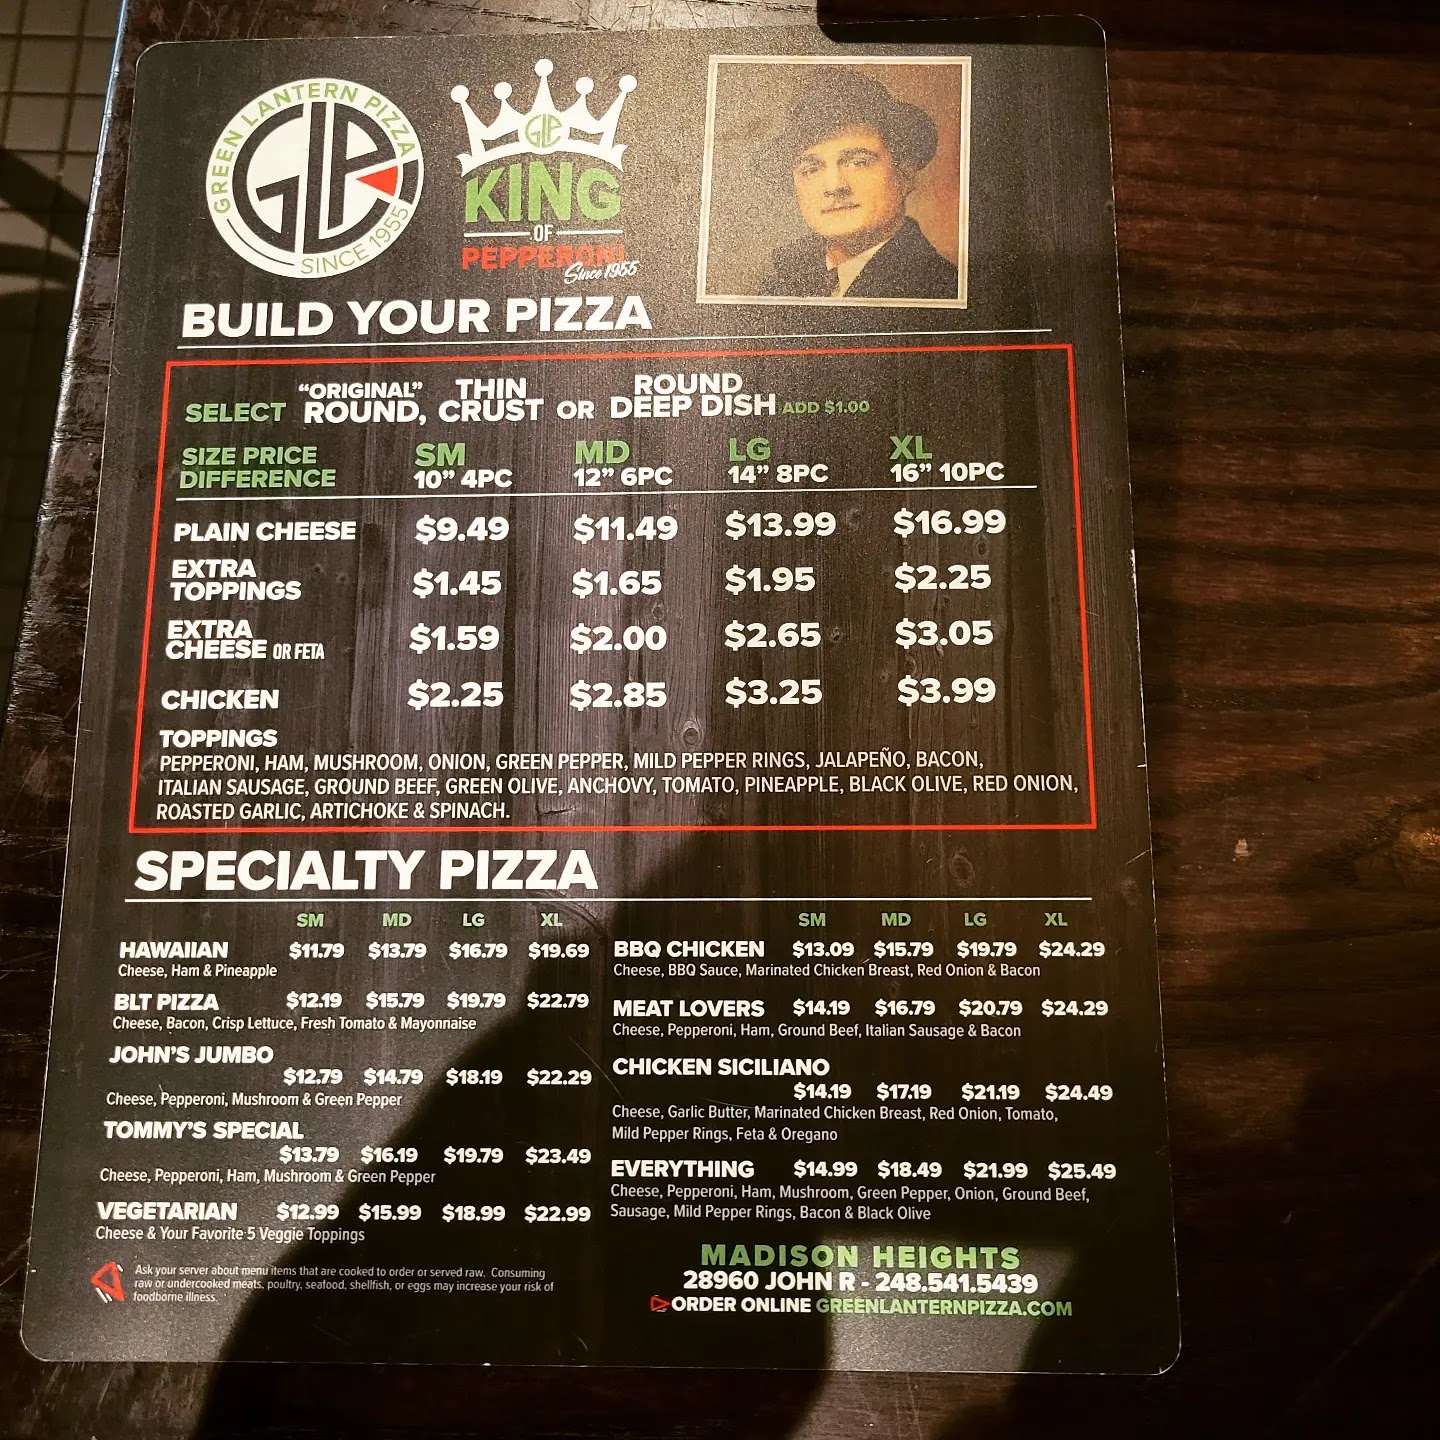 GREEN LANTERN PIZZA
GLP
SINCE 1955
GLP
KING
OF
PEPPERONI
Since 1955
BUILD YOUR PIZZA
SELECT "ORIGINAL" ROUND, THIN CRUST OR ROUND DEEP DISH ADD $1.00
SIZE PRICE DIFFERENCE SM 10" 4PC MD 12" 6PC LG 14" 8PC XL 16" 10PC
PLAIN CHEESE $9.49 $11.49 $13.99 $16.99
EXTRA TOPPINGS $1.45 $1.65 $1.95 $2.25
EXTRA CHEESE OR FETA $1.59 $2.00 $2.65 $3.05
CHICKEN $2.25 $2.85 $3.25 $3.99
TOPPINGS
PEPPERONI, HAM, MUSHROOM, ONION, GREEN PEPPER, MILD PEPPER RINGS, JALAPEÑO, BACON,
ITALIAN SAUSAGE, GROUND BEEF, GREEN OLIVE, ANCHOVY, TOMATO, PINEAPPLE, BLACK OLIVE, RED ONION,
ROASTED GARLIC, ARTICHOKE & SPINACH.
SPECIALTY PIZZA
SM MD LG XL
HAWAIIAN $11.79 $13.79 $16.79 $19.69
Cheese, Ham & Pineapple
BLT PIZZA $12.19 $15.79 $19.79 $22.79
Cheese, Bacon, Crisp Lettuce, Fresh Tomato & Mayonnaise
JOHN'S JUMBO
$12.79 $14.79 $18.19 $22.29
Cheese, Pepperoni, Mushroom & Green Pepper
TOMMY'S SPECIAL
$13.79 $16.19 $19.79 $23.49
Cheese, Pepperoni, Ham, Mushroom & Green Pepper
VEGETARIAN $12.99 $15.99 $18.99 $22.99
Cheese & Your Favorite 5 Veggie Toppings
Ask your server about menu items that are cooked to order or served raw. Consuming
raw or undercooked meats, poultry, seafood, shellfish, or eggs may increase your risk of
foodborne illness.
SM MD LG XL
BBQ CHICKEN $13.09 $15.79 $19.79 $24.29
Cheese, BBQ Sauce, Marinated Chicken Breast, Red Onion & Bacon
MEAT LOVERS $14.19 $16.79 $20.79 $24.29
Cheese, Pepperoni, Ham, Ground Beef, Italian Sausage & Bacon
CHICKEN SICILIANO
$14.19 $17.19 $21.19 $24.49
Cheese, Garlic Butter, Marinated Chicken Breast, Red Onion, Tomato,
Mild Pepper Rings, Feta & Oregano
EVERYTHING $14.99 $18.49 $21.99 $25.49
Cheese, Pepperoni, Ham, Mushroom, Green Pepper, Onion, Ground Beef,
Sausage, Mild Pepper Rings, Bacon & Black Olive
MADISON HEIGHTS
28960 JOHN R - 248.541.5439
ORDER ONLINE GREENLANTERNPIZZA.COM